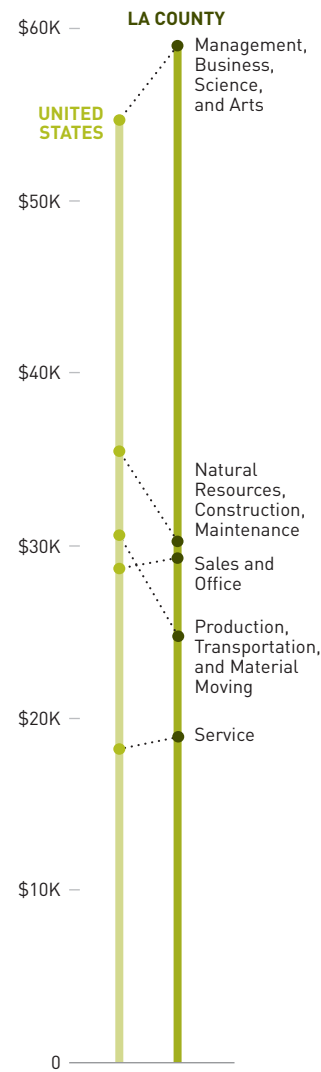 LA COUNTY
$60K
Management,
Business,
Science,
and Arts
UNITED
STATES
$50K
$40K
Natural
Resources,
Construction,
Maintenance
$30K
Sales and
Office
Production,
Transportation,
and Material
Moving
$20K
Service
$10K
0